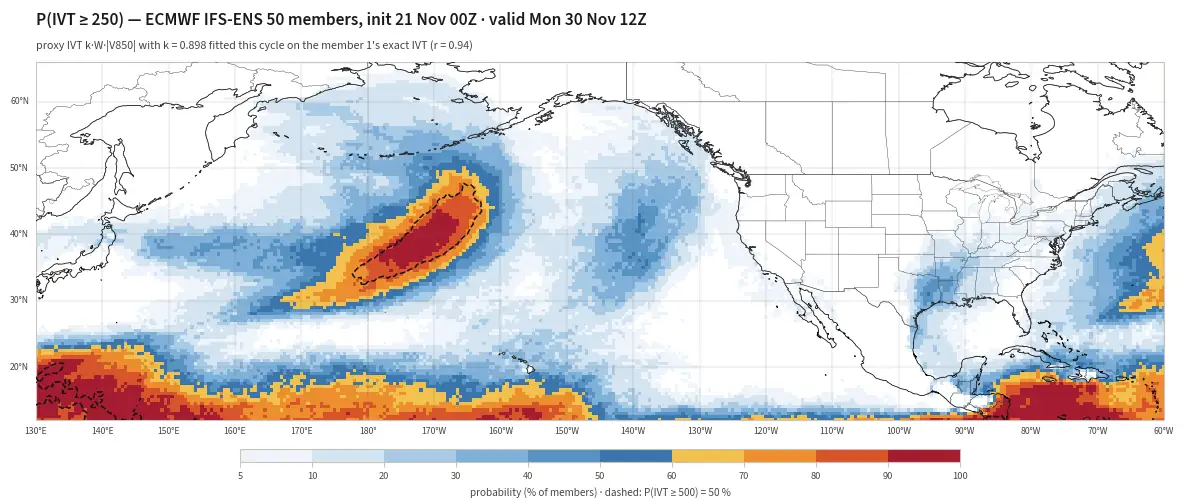 P(IVT ≥ 250) — ECMWF IFS-ENS 50 members, init 21 Nov 00Z · valid Mon 30 Nov 12Z
proxy IVT k·W·|V850| with k = 0.898 fitted this cycle on the member 1's exact IVT (r = 0.94)
60°N
50°N
40°N
30°N
20°N
130°E 140°E 150°E 160°E 170°E 180° 170°W 160°W 150°W 140°W 130°W 120°W 110°W 100°W 90°W 80°W 70°W 60°W
5 10 20 30 40 50 60 70 80 90 100
probability (% of members) · dashed: P(IVT ≥ 500) = 50 %